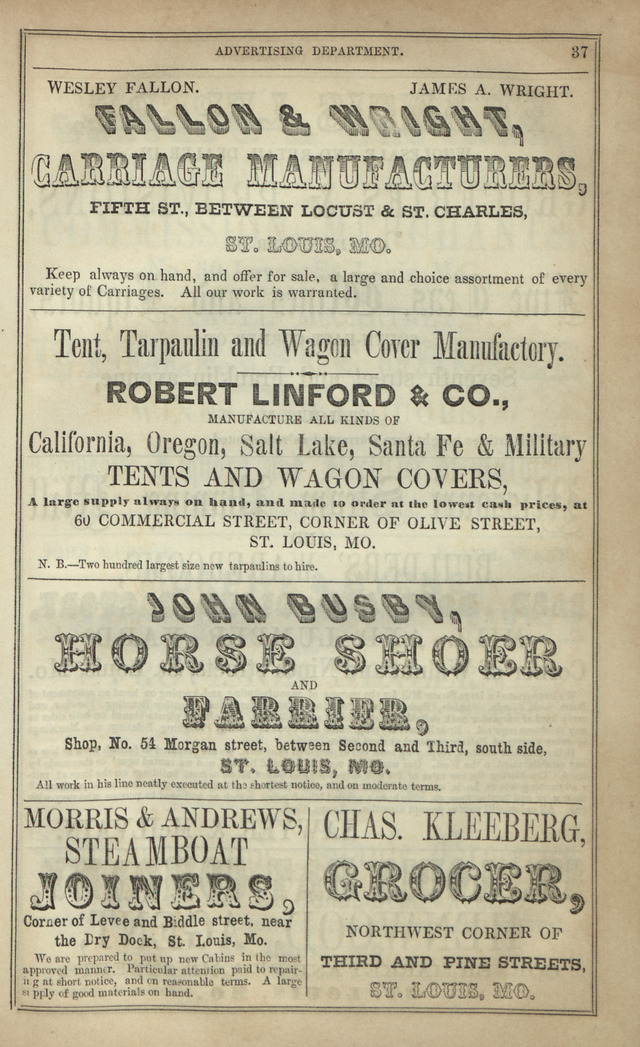 ADVERTISING DEPARTMENT. 37
WESLEY FALLON. JAMES A. WRIGHT.
FALLON & WRIGHT,
CARRIAGE MANUFACTURERS,
FIFTH ST., BETWEEN LOCUST & ST. CHARLES,
ST. LOUIS, MO.
Keep always on hand, and offer for sale, a large and choice assortment of every
variety of Carriages. All our work is warranted.
Tent, Tarpaulin and Wagon Cover Manufactory.
ROBERT LINFORD & CO.,
MANUFACTURE ALL KINDS OF
California, Oregon, Salt Lake, Santa Fe & Military
TENTS AND WAGON COVERS,
A large supply always on hand, and made to order at the lowest cash prices, at
60 COMMERCIAL STREET, CORNER OF OLIVE STREET,
ST. LOUIS, MO.
N. B.—Two hundred largest size new tarpaulins to hire.
JOHN BUSBY,
HORSE SHOER
AND
FARRIER,
Shop, No. 54 Morgan street, between Second and Third, south side,
ST. LOUIS, MO.
All work in his line neatly executed at the shortest notice, and on moderate terms.
MORRIS & ANDREWS,
STEAMBOAT
JOINERS,
Corner of Levee and Biddle street, near
the Dry Dock, St. Louis, Mo.
We are prepared to put up new Cabins in the most
approved manner. Particular attention paid to repair-
ing at short notice, and on reasonable terms. A large
supply of good materials on hand.
CHAS. KLEEBERG,
GROCER,
NORTHWEST CORNER OF
THIRD AND PINE STREETS,
ST. LOUIS, MO.